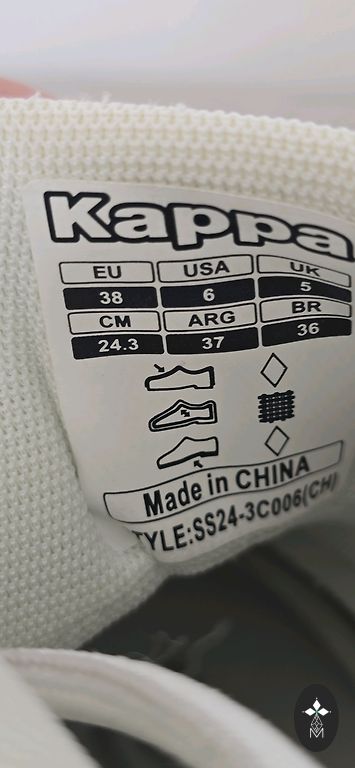 Kappa
EU USA UK
38 6 5
CM ARG BR
24.3 37 36
Made in CHINA
TYLE:SS24-3C006(CH)
M